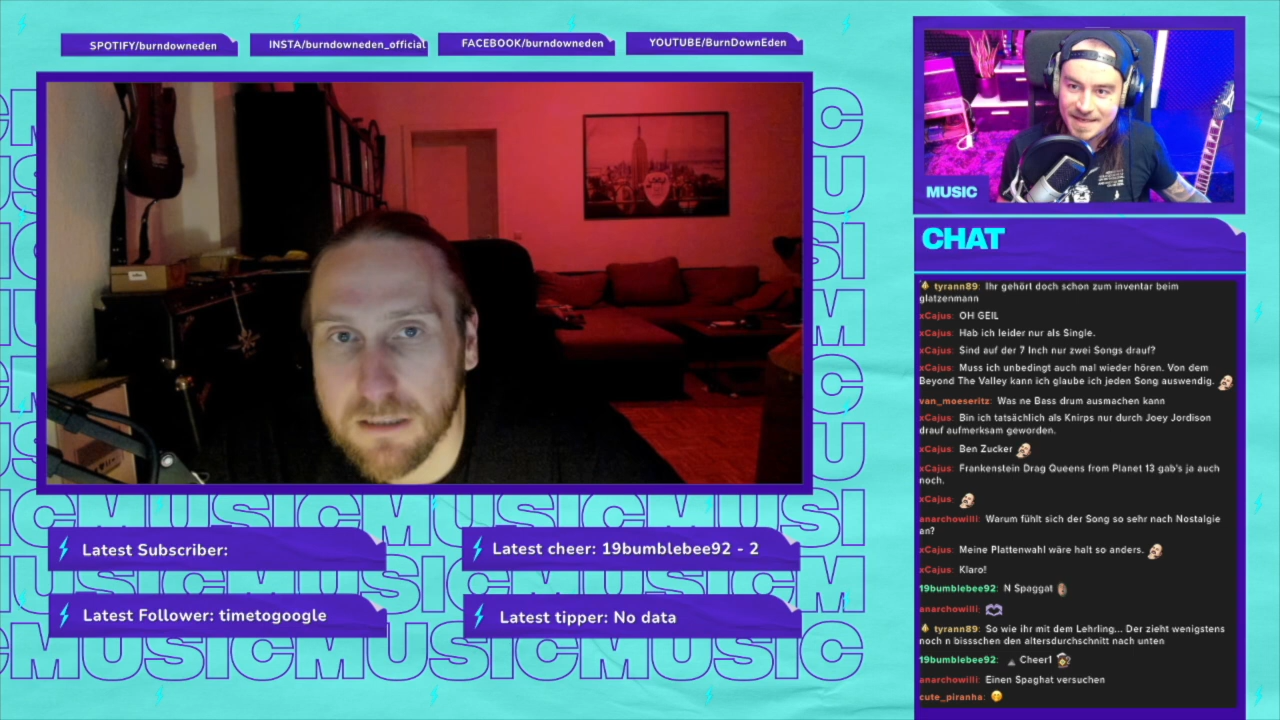 SPOTIFY/burndowneden
INSTA/burndowneden_official
FACEBOOK/burndowneden
YOUTUBE/BurnDownEden
MUSIC
CHAT
tyrann89: Ihr gehört doch schon zum inventar beim
glatzenmann
xCajus: OH GEIL
xCajus: Hab ich leider nur als Single.
xCajus: Sind auf der 7 Inch nur zwei Songs drauf?
xCajus: Muss ich unbedingt auch mal wieder hören. Von dem
Beyond The Valley kann ich glaube ich jeden Song auswendig.
van_moeseritz: Was ne Bass drum ausmachen kann
xCajus: Bin ich tatsächlich als Knirps nur durch Joey Jordison
drauf aufmerksam geworden.
xCajus: Ben Zucker
xCajus: Frankenstein Drag Queens from Planet 13 gab's ja auch
noch.
xCajus:
anarchowilli: Warum fühlt sich der Song so sehr nach Nostalgie
an?
xCajus: Meine Plattenwahl wäre halt so anders.
xCajus: Klaro!
19bumblebee92: N Spaggat
anarchowilli:
tyrann89: So wie ihr mit dem Lehrling... Der zieht wenigstens
noch n bissschen den altersdurchschnitt nach unten
19bumblebee92: Cheer1
anarchowilli: Einen Spaghat versuchen
cute_piranha:
Latest Subscriber:
Latest cheer: 19bumblebee92 - 2
Latest Follower: timetogoogle
Latest tipper: No data
CMUSICMUSICMUSI
MUSICMUSICMUSIC